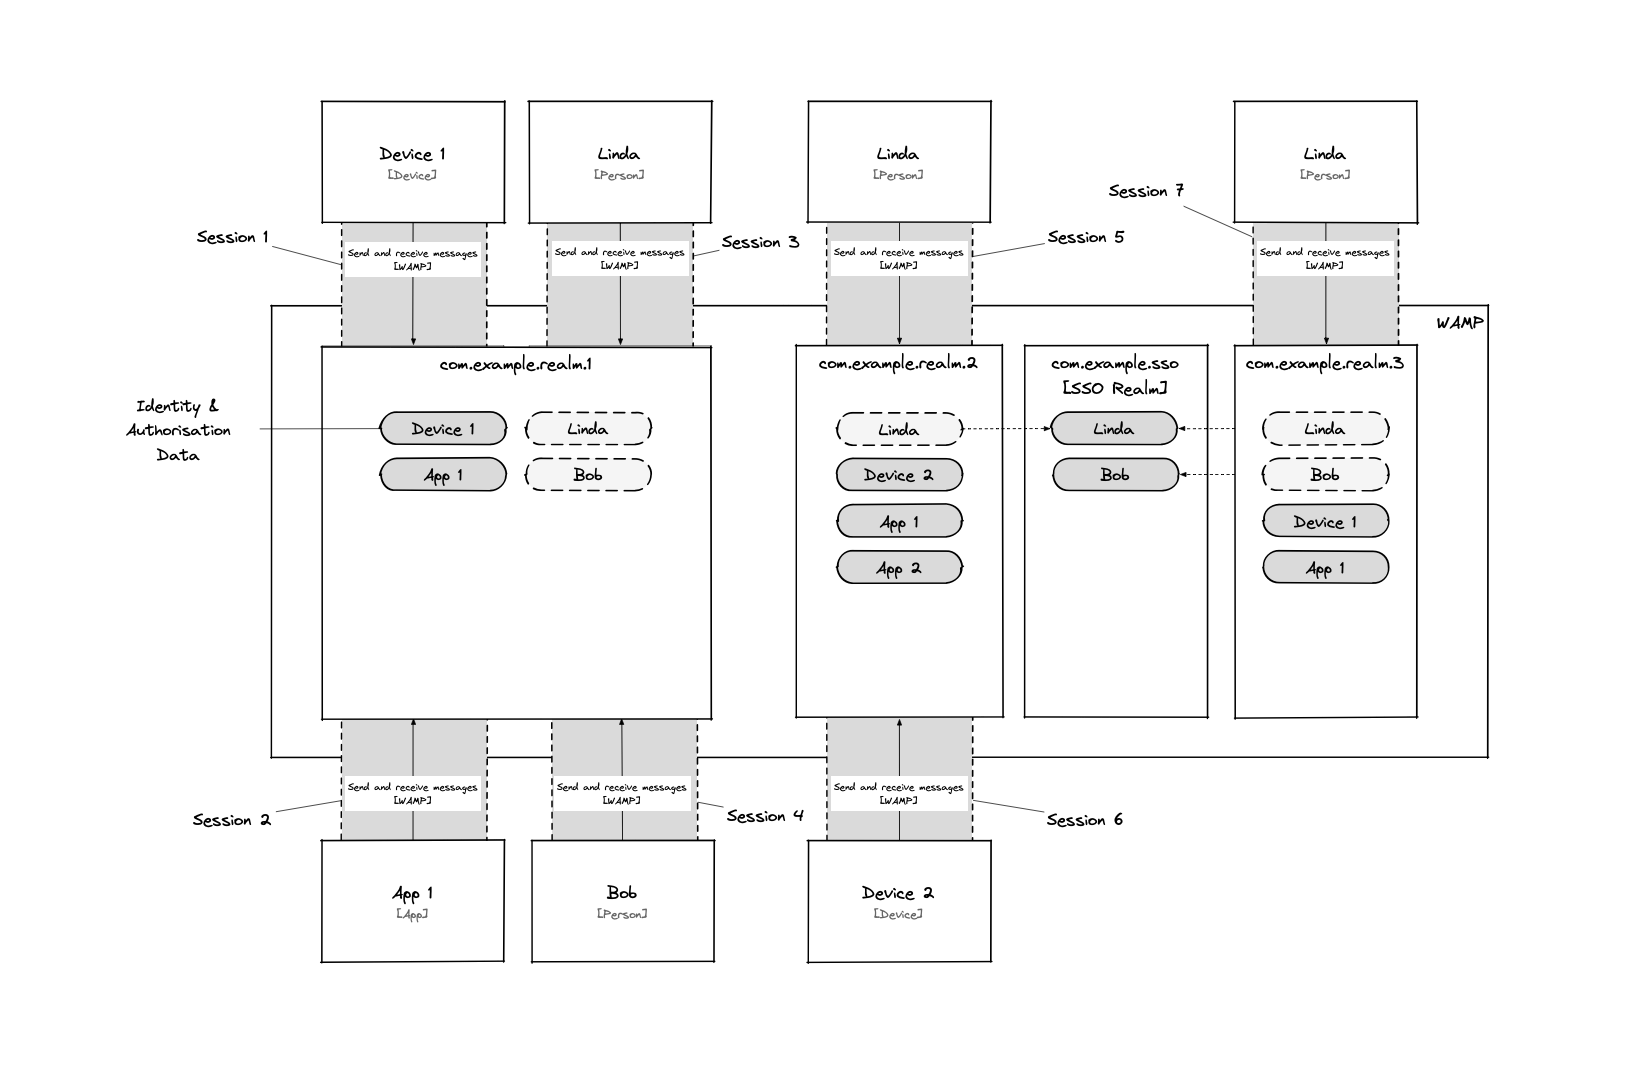 Device 1
[Device]
Linda
[Person]
Linda
[Person]
Linda
[Person]
Session 7
Session 1
Send and receive messages
[WAMP]
Send and receive messages
[WAMP]
Session 3
Send and receive messages
[WAMP]
Session 5
Send and receive messages
[WAMP]
WAMP
com.example.realm.1
com.example.realm.2
com.example.sso
[SSO Realm]
com.example.realm.3
Identity &
Authorisation
Data
Device 1
Linda
App 1
Bob
Linda
Device 2
App 1
App 2
Linda
Bob
Linda
Bob
Device 1
App 1
Session 2
Send and receive messages
[WAMP]
Send and receive messages
[WAMP]
Session 4
Send and receive messages
[WAMP]
Session 6
App 1
[App]
Bob
[Person]
Device 2
[Device]